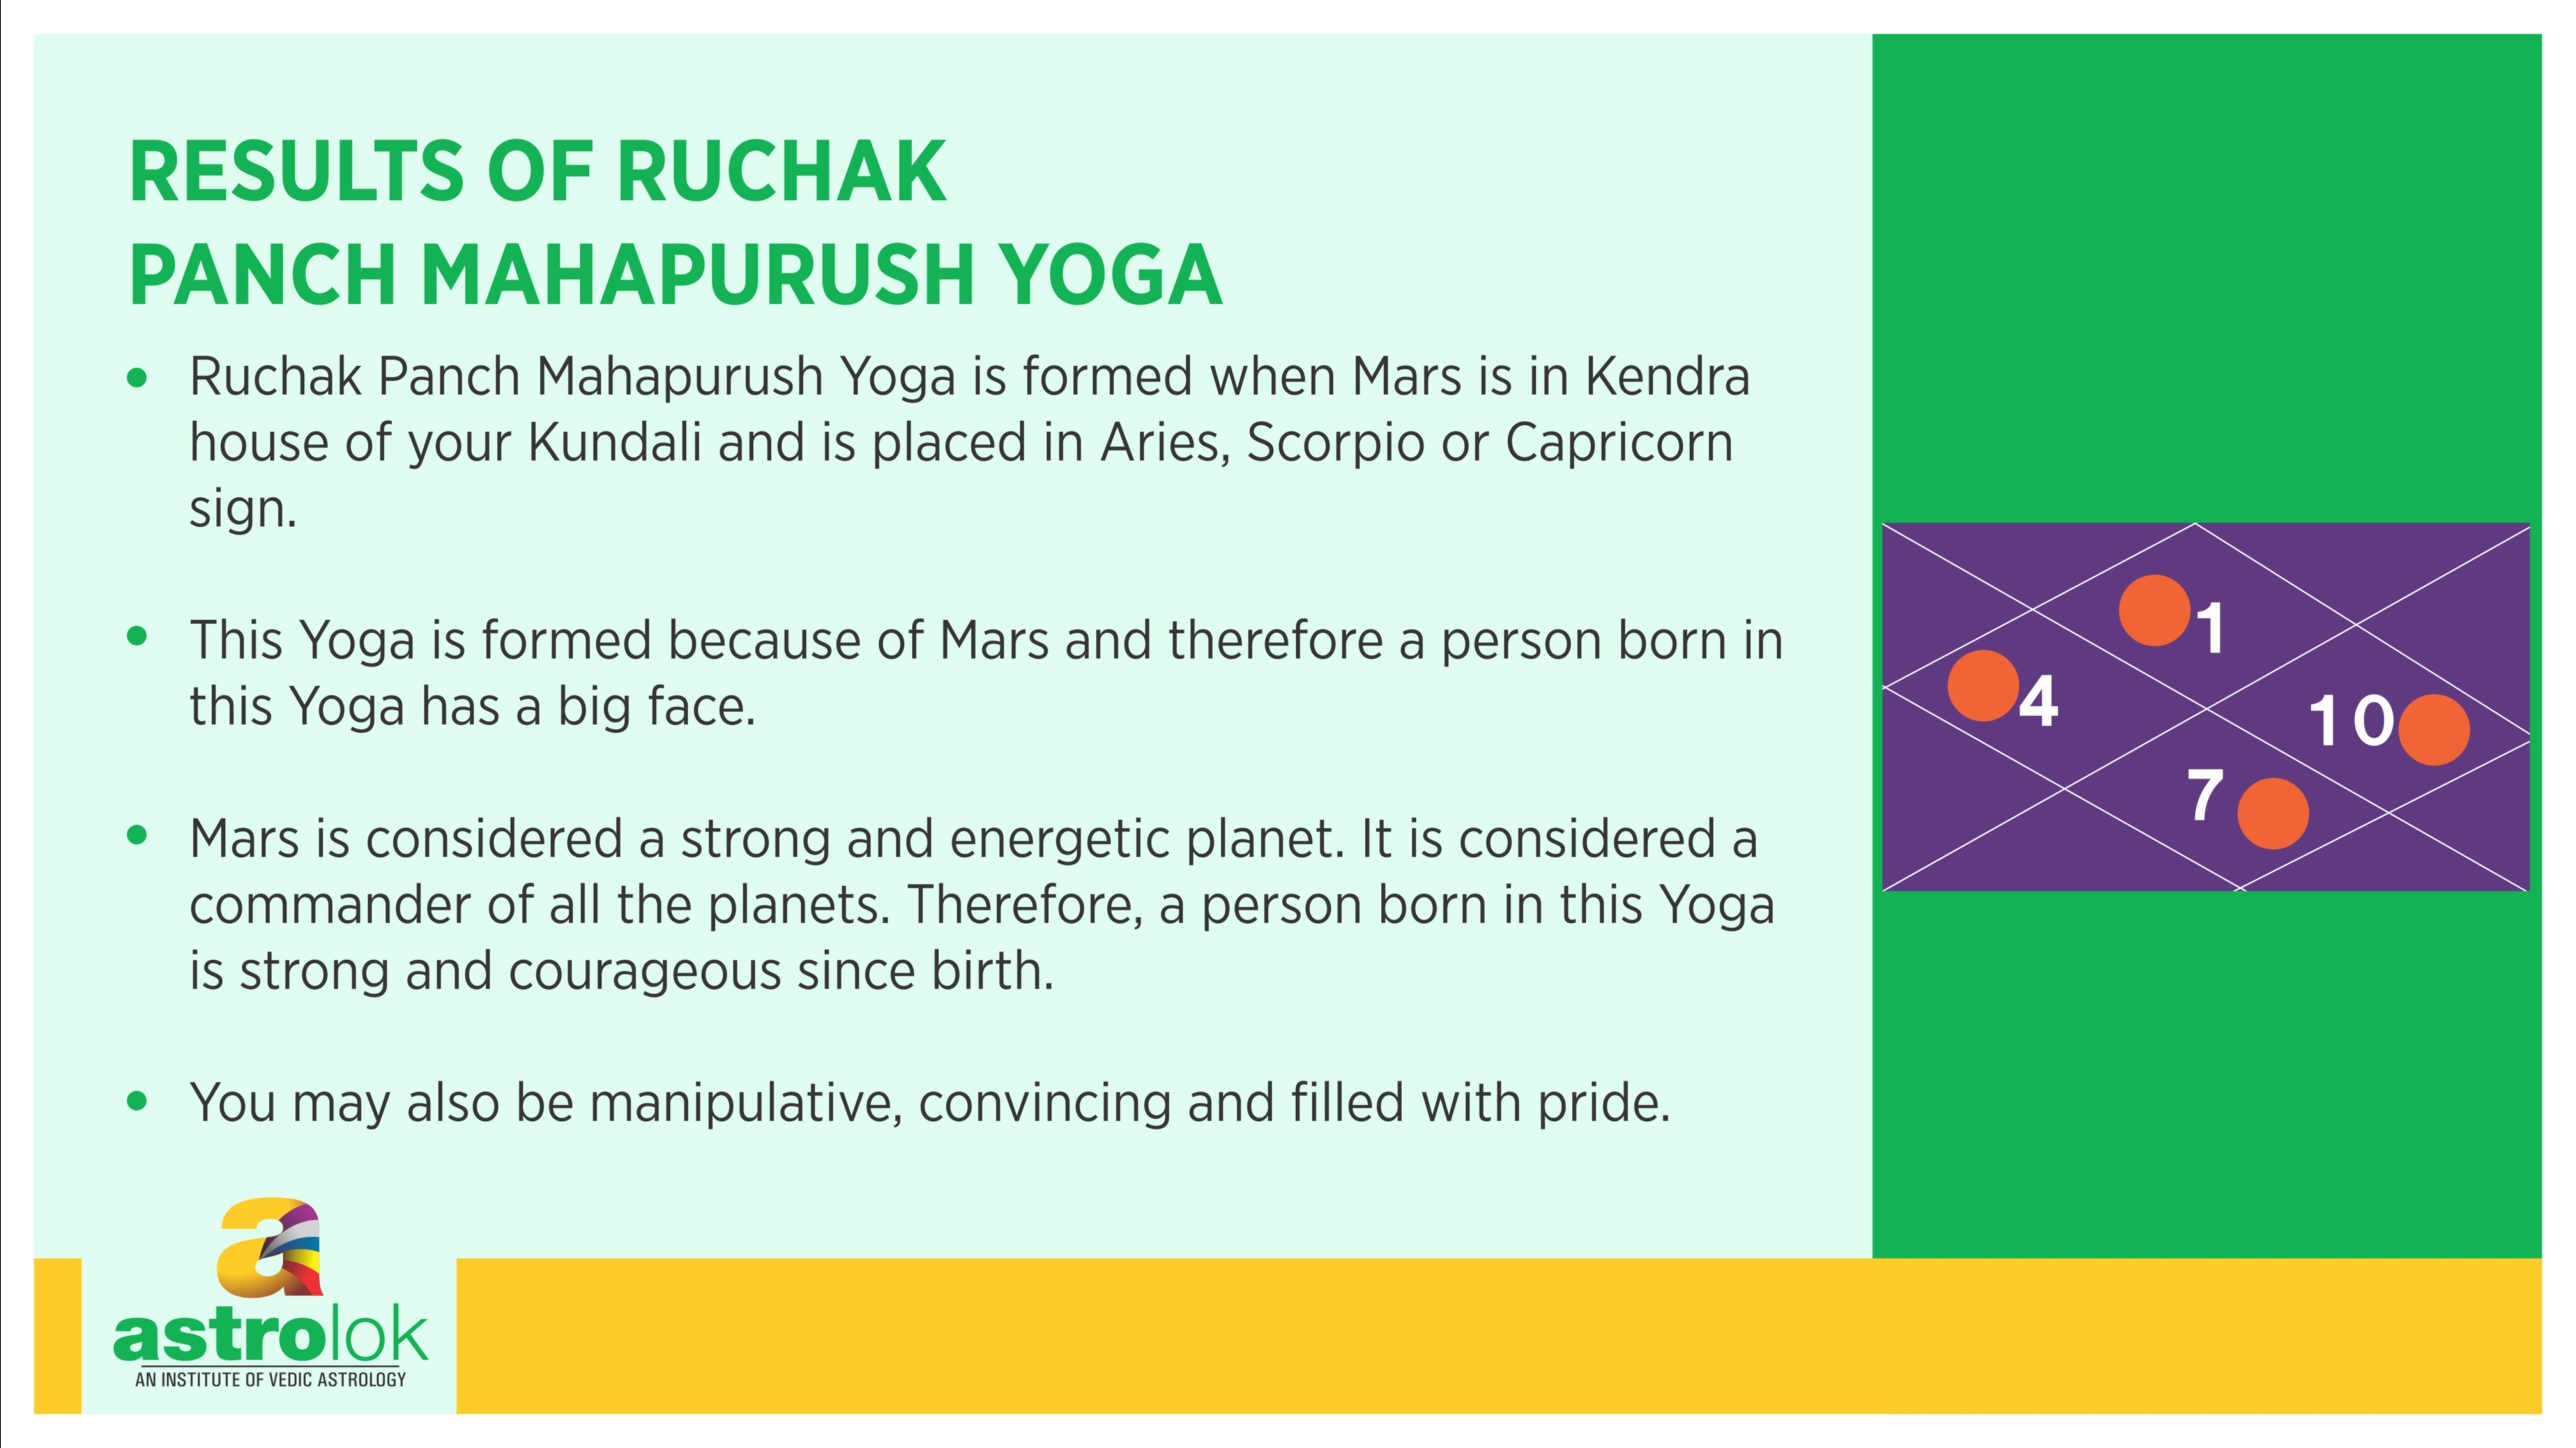 RESULTS OF RUCHAK
PANCH MAHAPURUSH YOGA
• Ruchak Panch Mahapurush Yoga is formed when Mars is in Kendra
house of your Kundali and is placed in Aries, Scorpio or Capricorn
sign.
• This Yoga is formed because of Mars and therefore a person born in
this Yoga has a big face.
• Mars is considered a strong and energetic planet. It is considered a
commander of all the planets. Therefore, a person born in this Yoga
is strong and courageous since birth.
• You may also be manipulative, convincing and filled with pride.
1
4
10
7
a
astrolok
AN INSTITUTE OF VEDIC ASTROLOGY